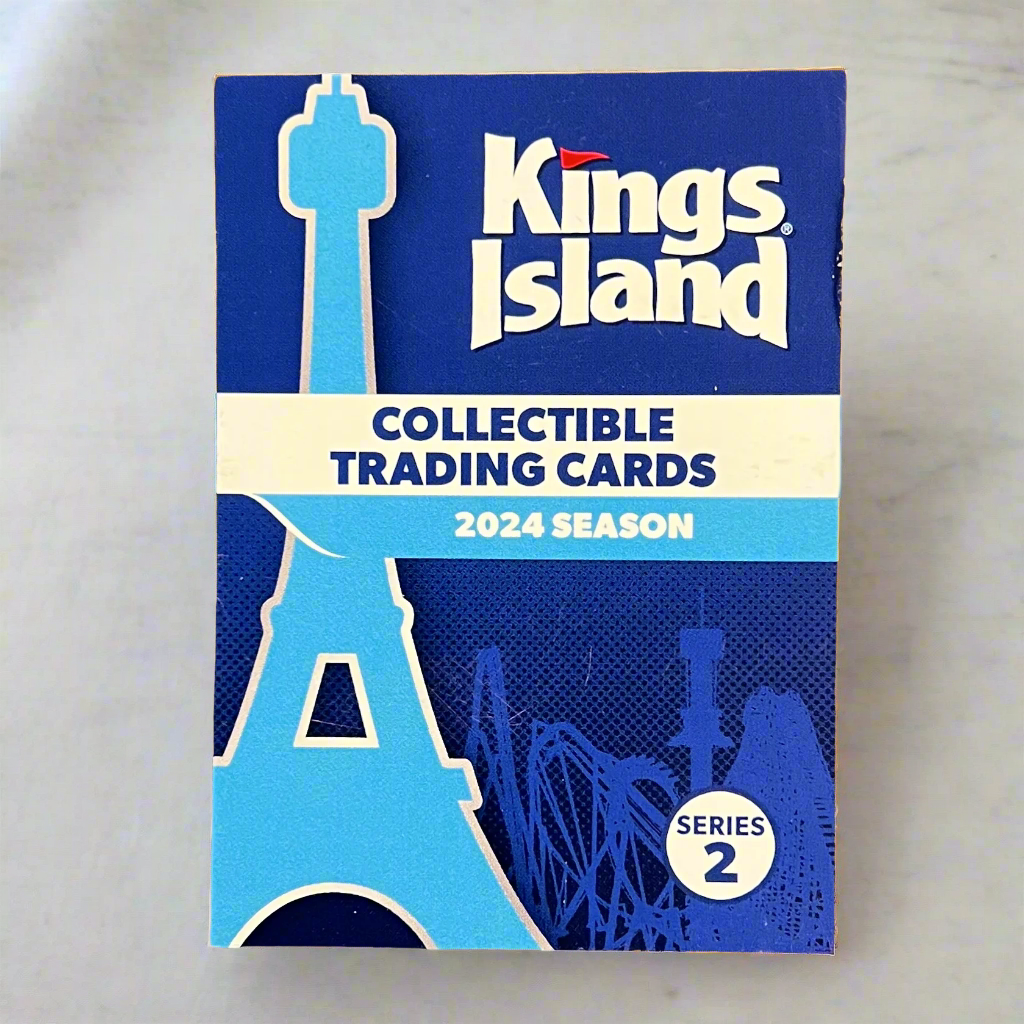 Kings
Island®
COLLECTIBLE
TRADING CARDS
2024 SEASON
SERIES
2